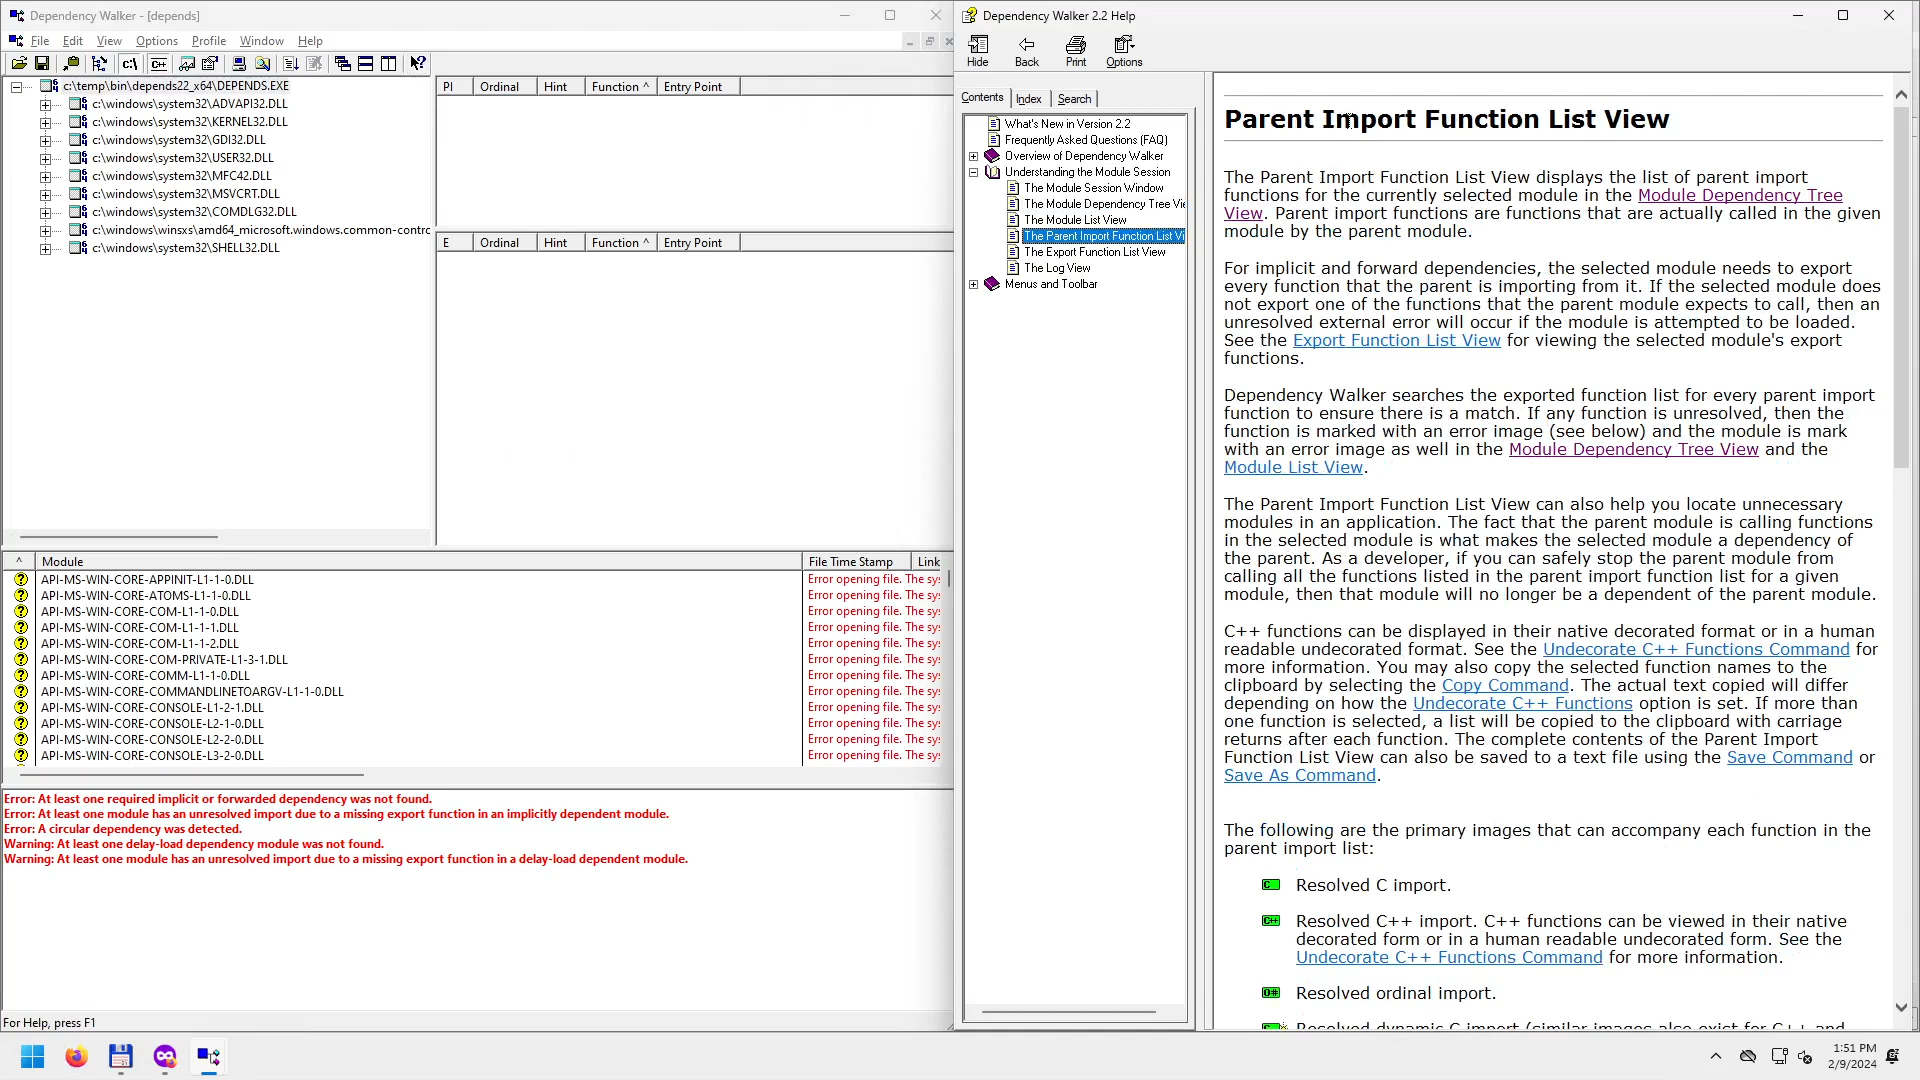 Dependency Walker - [depends]
File Edit View Options Profile Window Help
c:\temp\bin\depends22_x64\DEPENDS.EXE
c:\windows\system32\ADVAPI32.DLL
c:\windows\system32\KERNEL32.DLL
c:\windows\system32\GDI32.DLL
c:\windows\system32\USER32.DLL
c:\windows\system32\MFC42.DLL
c:\windows\system32\MSVCRT.DLL
c:\windows\system32\COMDLG32.DLL
c:\windows\winsxs\amd64_microsoft.windows.common-contro
c:\windows\system32\SHELL32.DLL
PI Ordinal Hint Function ^ Entry Point
E Ordinal Hint Function ^ Entry Point
^ Module File Time Stamp Link
API-MS-WIN-CORE-APPINIT-L1-1-0.DLL Error opening file. The sys
API-MS-WIN-CORE-ATOMS-L1-1-0.DLL Error opening file. The sys
API-MS-WIN-CORE-COM-L1-1-0.DLL Error opening file. The sys
API-MS-WIN-CORE-COM-L1-1-1.DLL Error opening file. The sys
API-MS-WIN-CORE-COM-L1-1-2.DLL Error opening file. The sys
API-MS-WIN-CORE-COM-PRIVATE-L1-3-1.DLL Error opening file. The sys
API-MS-WIN-CORE-COMM-L1-1-0.DLL Error opening file. The sys
API-MS-WIN-CORE-COMMANDLINETOARGV-L1-1-0.DLL Error opening file. The sys
API-MS-WIN-CORE-CONSOLE-L1-2-1.DLL Error opening file. The sys
API-MS-WIN-CORE-CONSOLE-L2-1-0.DLL Error opening file. The sys
API-MS-WIN-CORE-CONSOLE-L2-2-0.DLL Error opening file. The sys
API-MS-WIN-CORE-CONSOLE-L3-2-0.DLL Error opening file. The sys
Error: At least one required implicit or forwarded dependency was not found.
Error: At least one module has an unresolved import due to a missing export function in an implicitly dependent module.
Error: A circular dependency was detected.
Warning: At least one delay-load dependency module was not found.
Warning: At least one module has an unresolved import due to a missing export function in a delay-load dependent module.
For Help, press F1
Dependency Walker 2.2 Help
Hide Back Print Options
Contents Index Search
What's New in Version 2.2
Frequently Asked Questions (FAQ)
Overview of Dependency Walker
Understanding the Module Session
The Module Session Window
The Module Dependency Tree Vie
The Module List View
The Parent Import Function List Vi
The Export Function List View
The Log View
Menus and Toolbar
Parent Import Function List View
The Parent Import Function List View displays the list of parent import
functions for the currently selected module in the Module Dependency Tree
View. Parent import functions are functions that are actually called in the given
module by the parent module.
For implicit and forward dependencies, the selected module needs to export
every function that the parent is importing from it. If the selected module does
not export one of the functions that the parent module expects to call, then an
unresolved external error will occur if the module is attempted to be loaded.
See the Export Function List View for viewing the selected module's export
functions.
Dependency Walker searches the exported function list for every parent import
function to ensure there is a match. If any function is unresolved, then the
function is marked with an error image (see below) and the module is mark
with an error image as well in the Module Dependency Tree View and the
Module List View.
The Parent Import Function List View can also help you locate unnecessary
modules in an application. The fact that the parent module is calling functions
in the selected module is what makes the selected module a dependency of
the parent. As a developer, if you can safely stop the parent module from
calling all the functions listed in the parent import function list for a given
module, then that module will no longer be a dependent of the parent module.
C++ functions can be displayed in their native decorated format or in a human
readable undecorated format. See the Undecorate C++ Functions Command for
more information. You may also copy the selected function names to the
clipboard by selecting the Copy Command. The actual text copied will differ
depending on how the Undecorate C++ Functions option is set. If more than
one function is selected, a list will be copied to the clipboard with carriage
returns after each function. The complete contents of the Parent Import
Function List View can also be saved to a text file using the Save Command or
Save As Command.
The following are the primary images that can accompany each function in the
parent import list:
C Resolved C import.
C++ Resolved C++ import. C++ functions can be viewed in their native
decorated form or in a human readable undecorated form. See the
Undecorate C++ Functions Command for more information.
O# Resolved ordinal import.
Resolved dynamic C import (similar images also exist for C++ and
1:51 PM
2/9/2024